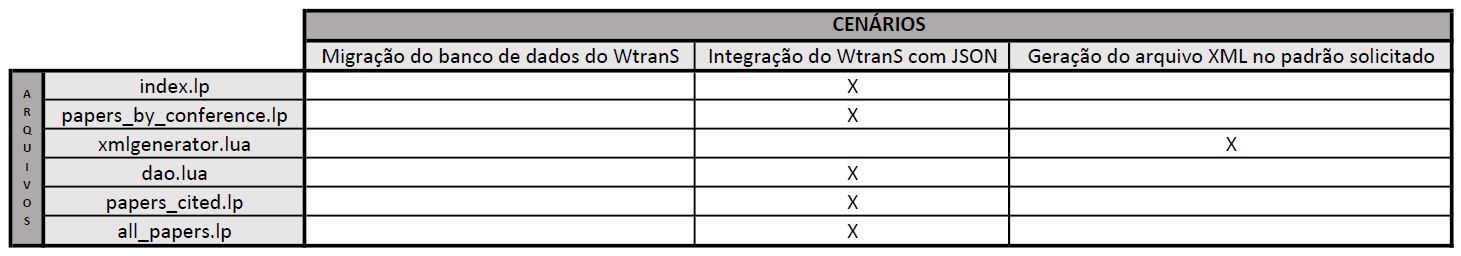 CENÁRIOS
Migração do banco de dados do WtranS Integração do WtranS com JSON Geração do arquivo XML no padrão solicitado
ARQUIVOS
index.lp X
papers_by_conference.lp X
xmlgenerator.lua X
dao.lua X
papers_cited.lp X
all_papers.lp X